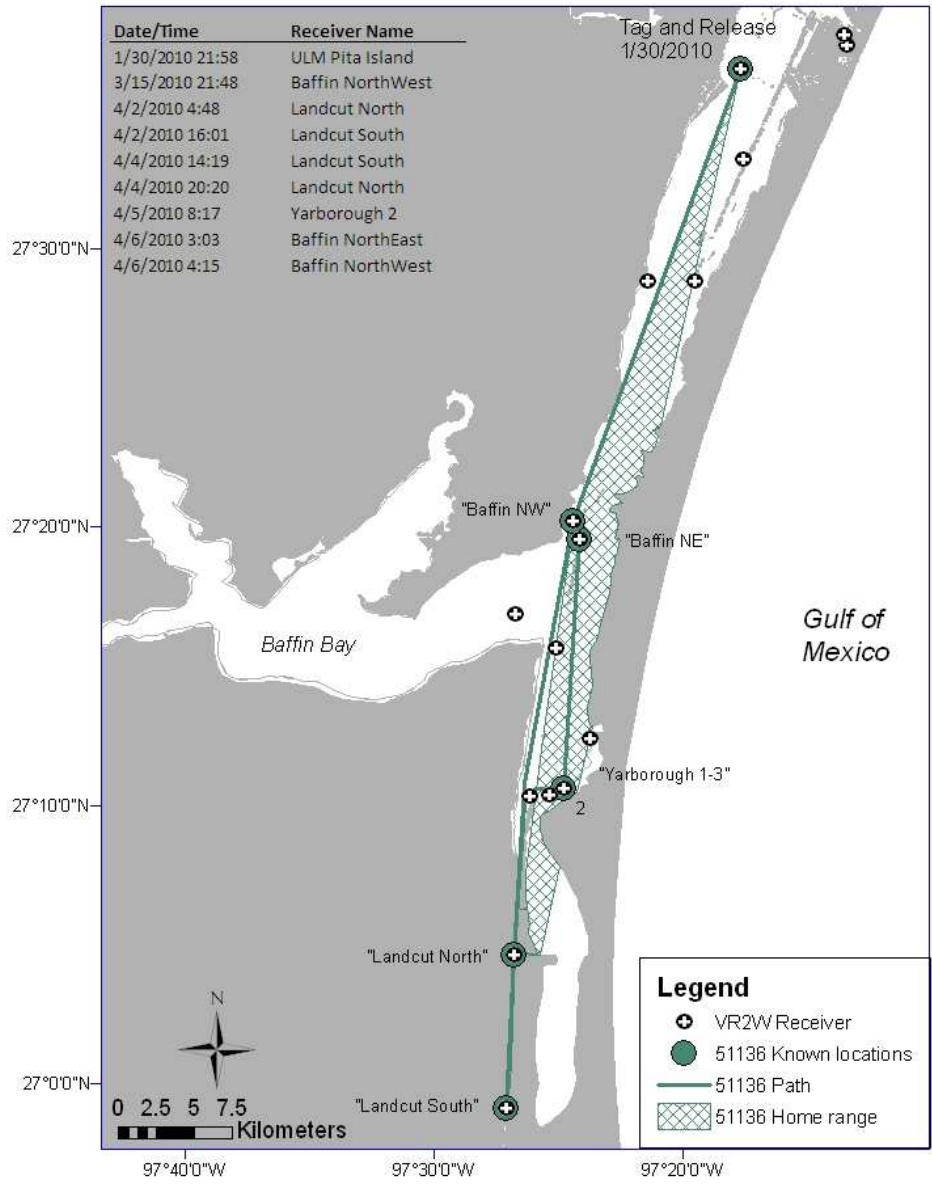 Date/Time Receiver Name
1/30/2010 21:58 ULM Pita Island
3/15/2010 21:48 Baffin NorthWest
4/2/2010 4:48 Landcut North
4/2/2010 16:01 Landcut South
4/4/2010 14:19 Landcut South
4/4/2010 20:20 Landcut North
4/5/2010 8:17 Yarborough 2
4/6/2010 3:03 Baffin NorthEast
4/6/2010 4:15 Baffin NorthWest
Tag and Release
1/30/2010
27°30'0"N
27°20'0"N
27°10'0"N
27°0'0"N
"Baffin NW"
"Baffin NE"
Baffin Bay
Gulf of
Mexico
"Yarborough 1-3"
2
"Landcut North"
"Landcut South"
N
0 2.5 5 7.5
Kilometers
Legend
VR2W Receiver
51136 Known locations
51136 Path
51136 Home range
97°40'0"W 97°30'0"W 97°20'0"W